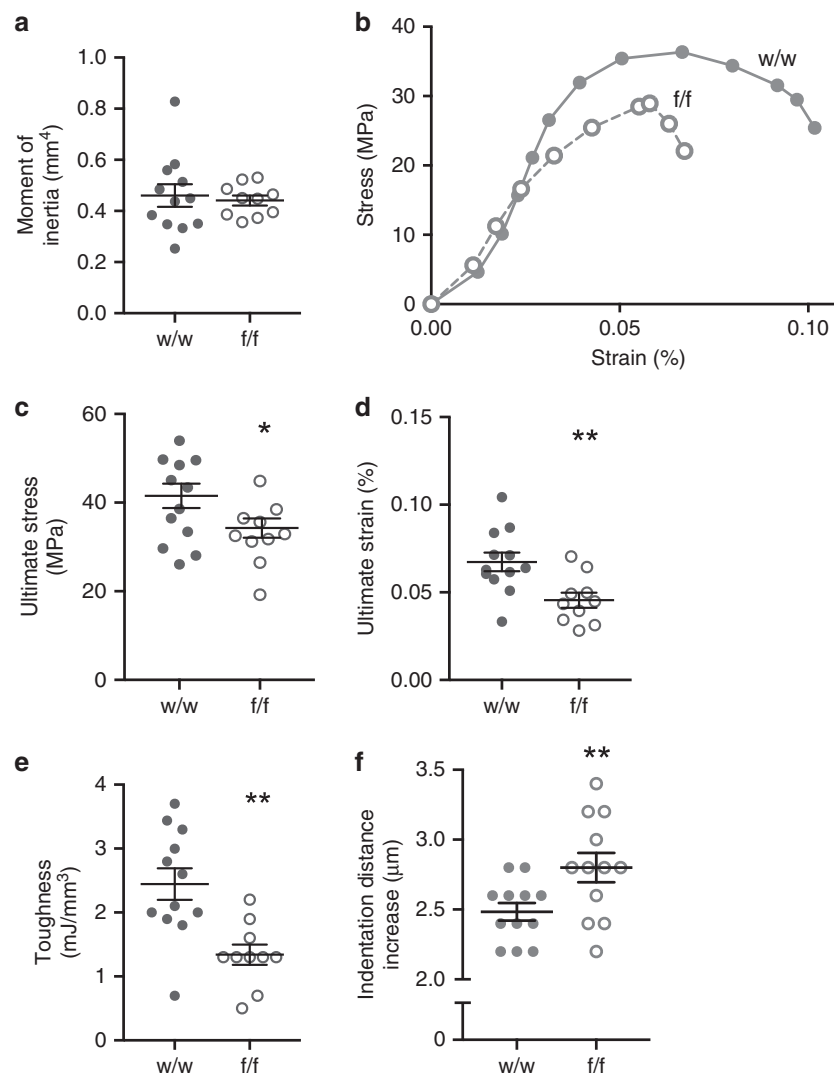 a
Moment of
inertia (mm⁴)
1.0
0.8
0.6
0.4
0.2
0.0
w/w
f/f
b
Stress (MPa)
40
30
20
10
0
w/w
f/f
0.00
0.05
0.10
Strain (%)
c
Ultimate stress
(MPa)
60
40
20
0
*
w/w
f/f
d
Ultimate strain (%)
0.15
0.10
0.05
0.00
**
w/w
f/f
e
Toughness
(mJ/mm³)
4
3
2
1
0
**
w/w
f/f
f
Indentation distance
increase (μm)
3.5
3.0
2.5
2.0
0
**
w/w
f/f